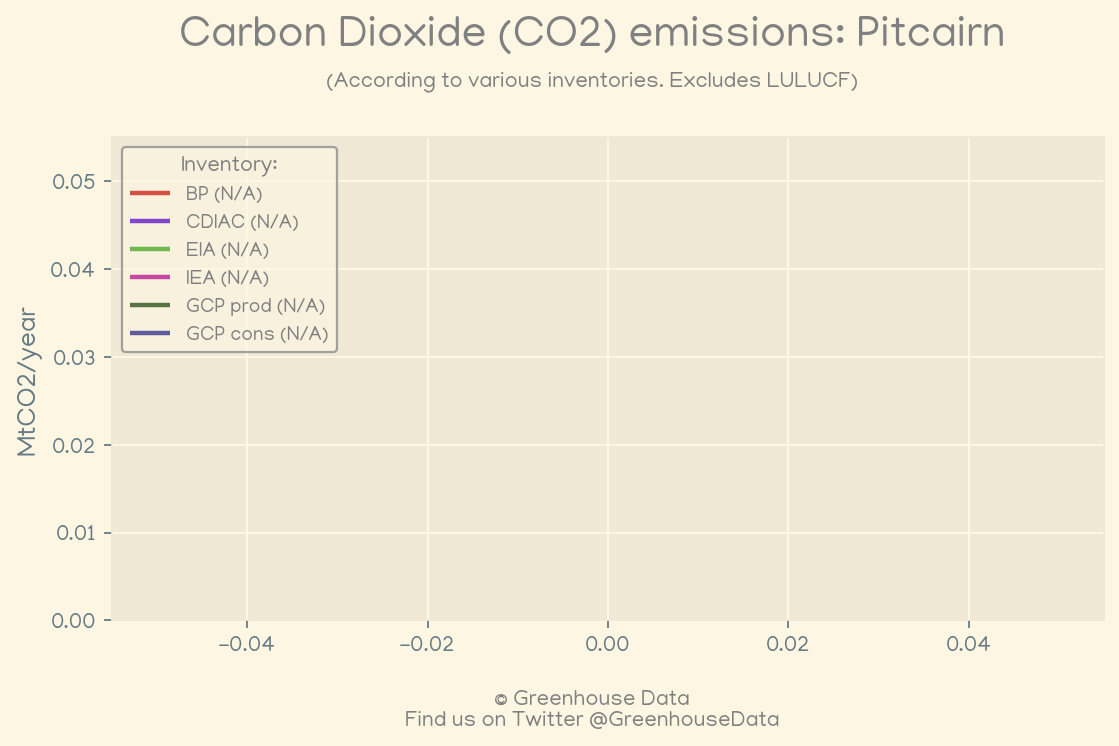 Carbon Dioxide (CO2) emissions: Pitcairn
(According to various inventories. Excludes LULUCF)
Inventory:
BP (N/A)
CDIAC (N/A)
EIA (N/A)
IEA (N/A)
GCP prod (N/A)
GCP cons (N/A)
MtCO2/year
0.05
0.04
0.03
0.02
0.01
0.00
−0.04 −0.02 0.00 0.02 0.04
© Greenhouse Data
Find us on Twitter @GreenhouseData